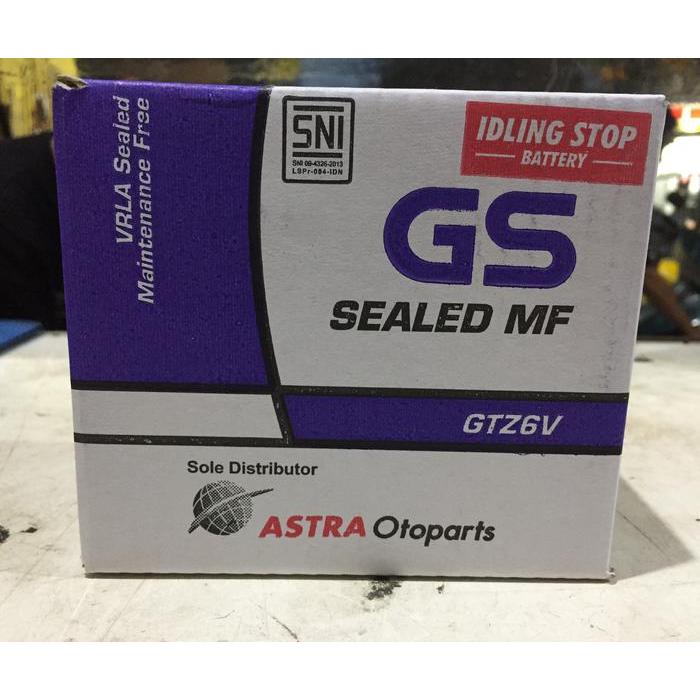 VRLA Sealed
Maintenance Free
SNI
SNI 09-4326-2013
LSPr-084-IDN
IDLING STOP
BATTERY
GS
SEALED MF
GTZ6V
Sole Distributor
ASTRA Otoparts